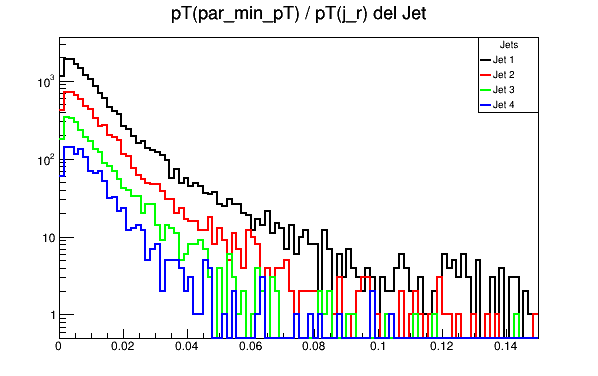 pT(par_min_pT) / pT(j_r) del Jet
Jets
Jet 1
Jet 2
Jet 3
Jet 4
10³
10²
10
1
0 0.02 0.04 0.06 0.08 0.1 0.12 0.14